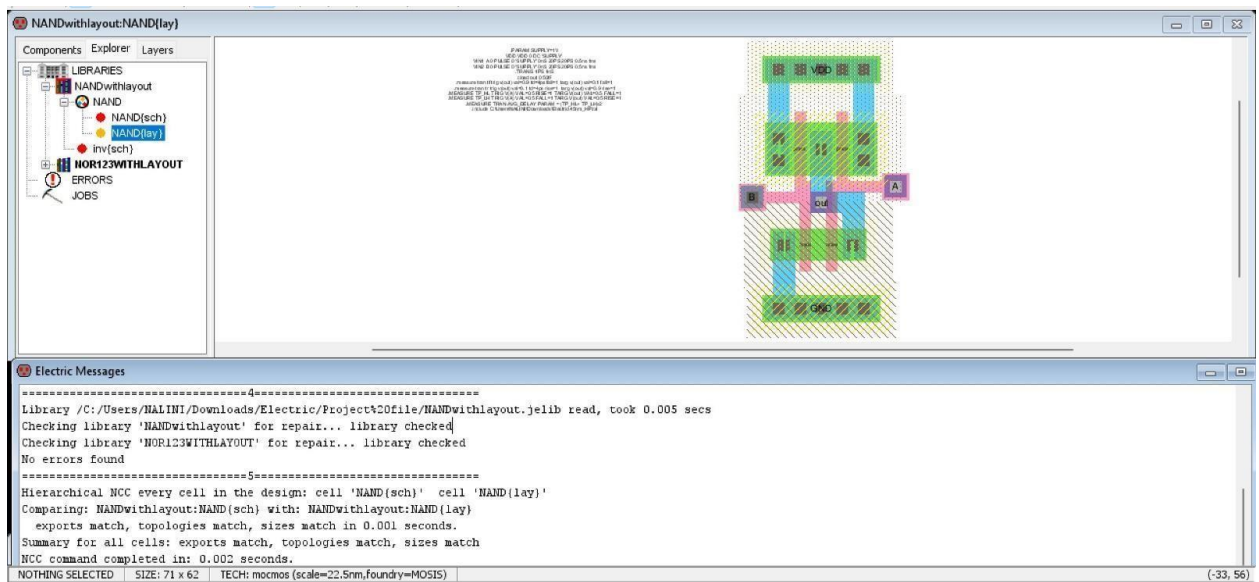 NANDwithlayout:NAND{lay}
Components Explorer Layers
LIBRARIES
NANDwithlayout
NAND
NAND{sch}
NAND{lay}
inv{sch}
NOR123WITHLAYOUT
ERRORS
JOBS
VDD
A
B
out
GND
Electric Messages
=================================4=================================
Library /C:/Users/NALINI/Downloads/Electric/Project%20file/NANDwithlayout.jelib read, took 0.005 secs
Checking library 'NANDwithlayout' for repair... library checked
Checking library 'NOR123WITHLAYOUT' for repair... library checked
No errors found
=================================5=================================
Hierarchical NCC every cell in the design: cell 'NAND{sch}' cell 'NAND{lay}'
Comparing: NANDwithlayout:NAND{sch} with: NANDwithlayout:NAND{lay}
exports match, topologies match, sizes match in 0.001 seconds.
Summary for all cells: exports match, topologies match, sizes match
NCC command completed in: 0.002 seconds.
NOTHING SELECTED SIZE: 71 x 62 TECH: mocmos (scale=22.5nm,foundry=MOSIS) (-33, 56)